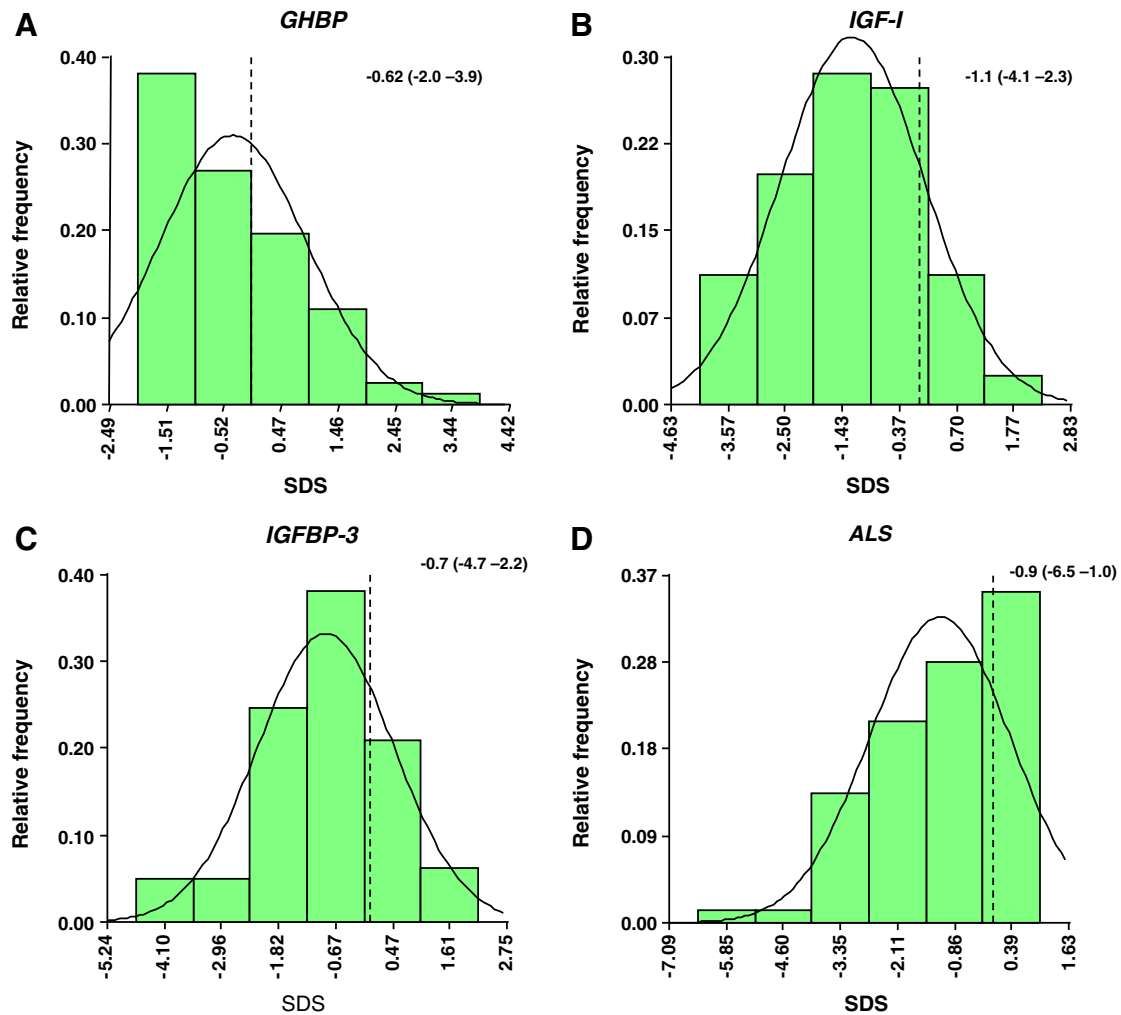 A
GHBP
-0.62 (-2.0 –3.9)
Relative frequency
0.40
0.30
0.20
0.10
0.00
-2.49
-1.51
-0.52
0.47
1.46
2.45
3.44
4.42
SDS
B
IGF-I
-1.1 (-4.1 –2.3)
Relative frequency
0.30
0.22
0.15
0.07
0.00
-4.63
-3.57
-2.50
-1.43
-0.37
0.70
1.77
2.83
SDS
C
IGFBP-3
-0.7 (-4.7 –2.2)
Relative frequency
0.40
0.30
0.20
0.10
0.00
-5.24
-4.10
-2.96
-1.82
-0.67
0.47
1.61
2.75
SDS
D
ALS
-0.9 (-6.5 –1.0)
Relative frequency
0.37
0.28
0.18
0.09
0.00
-7.09
-5.85
-4.60
-3.35
-2.11
-0.86
0.39
1.63
SDS